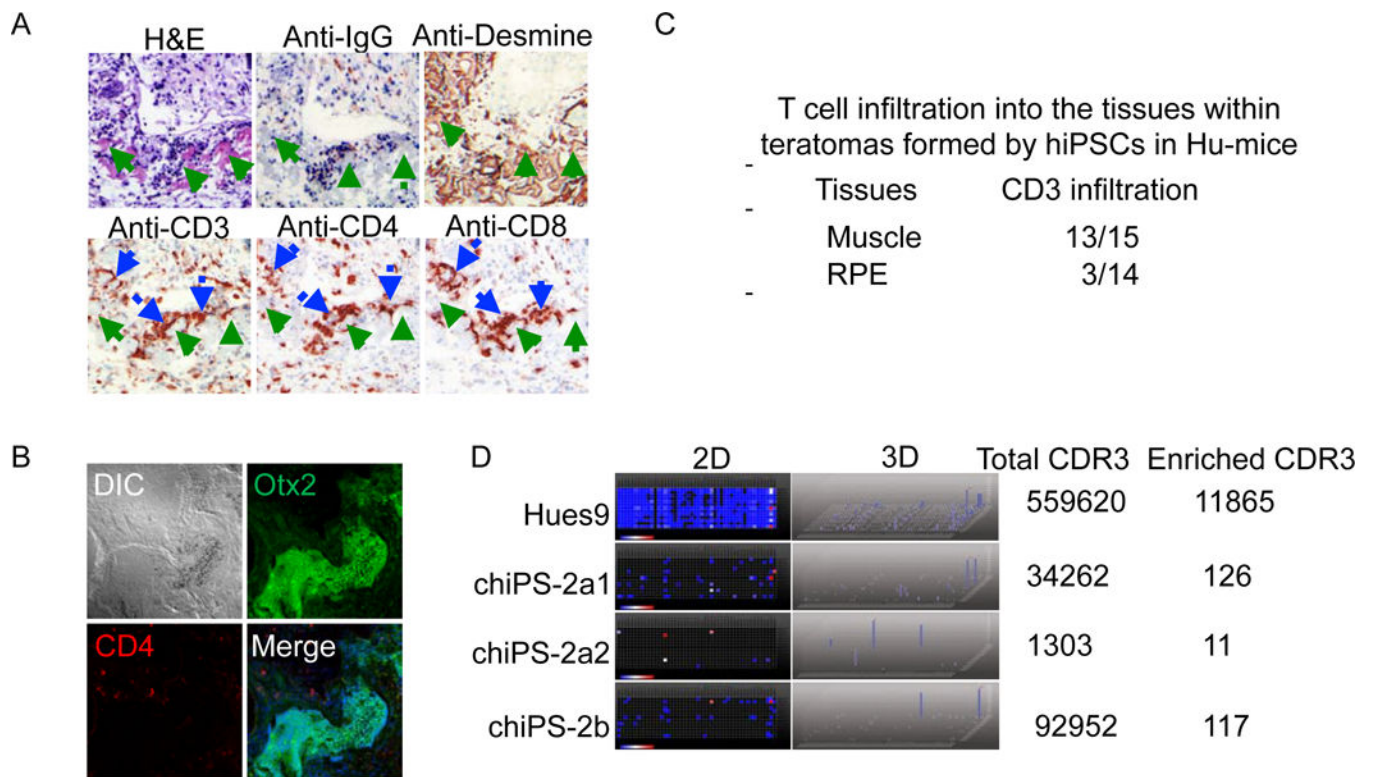 A
H&E Anti-IgG Anti-Desmine
Anti-CD3 Anti-CD4 Anti-CD8
B
DIC Otx2
CD4 Merge
C
T cell infiltration into the tissues within
teratomas formed by hiPSCs in Hu-mice
Tissues CD3 infiltration
Muscle 13/15
RPE 3/14
D
2D 3D Total CDR3 Enriched CDR3
Hues9 559620 11865
chiPS-2a1 34262 126
chiPS-2a2 1303 11
chiPS-2b 92952 117